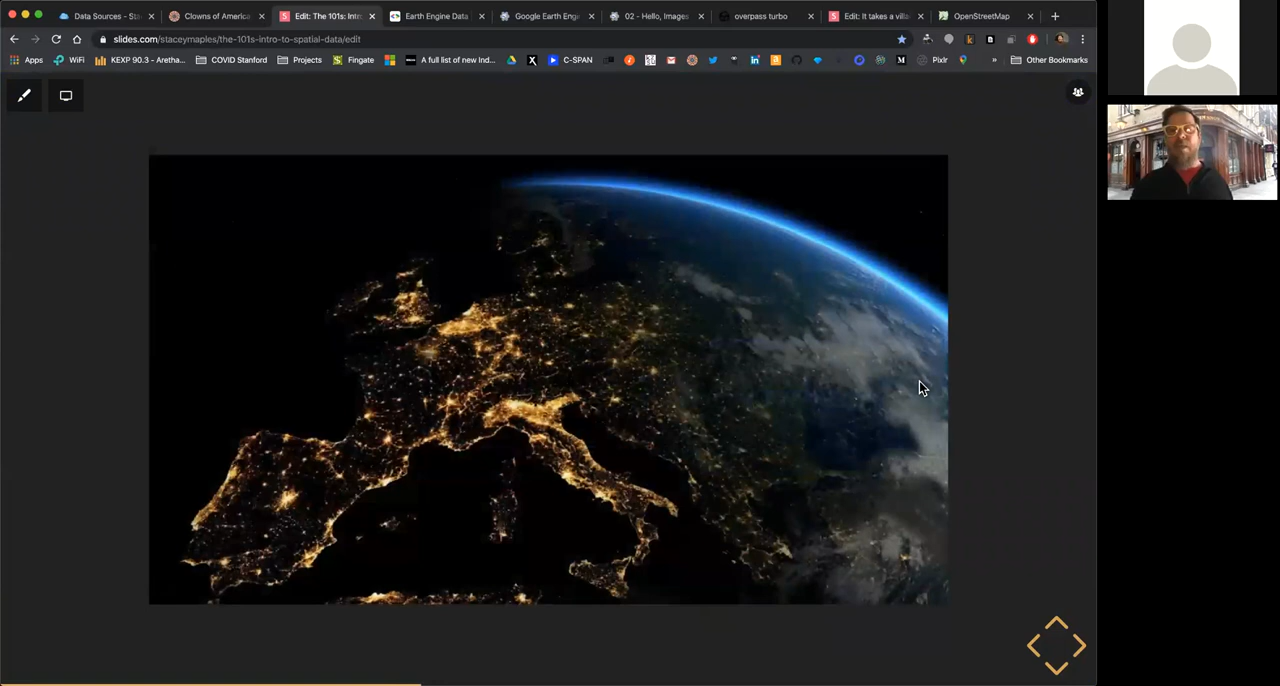 Data Sources - Sta
Clowns of America
Edit: The 101s: Intr
Earth Engine Data
Google Earth Engi
02 - Hello, Images
overpass turbo
Edit: It takes a villa
OpenStreetMap
slides.com/staceymaples/the-101s-intro-to-spatial-data/edit
Apps
WiFi
KEXP 90.3 - Aretha...
COVID Stanford
Projects
Fingate
A full list of new Ind...
C-SPAN
Pixlr
»
Other Bookmarks